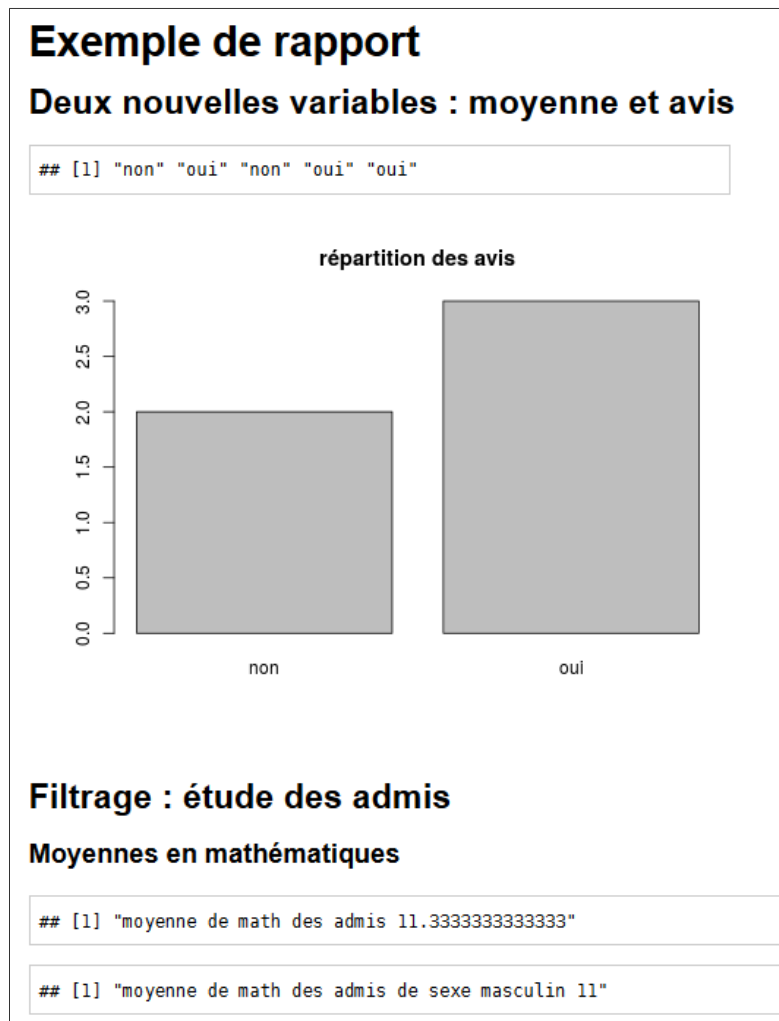 Exemple de rapport
Deux nouvelles variables : moyenne et avis
## [1] "non" "oui" "non" "oui" "oui"
répartition des avis
3.0
2.5
2.0
1.5
1.0
0.5
0.0
non oui
Filtrage : étude des admis
Moyennes en mathématiques
## [1] "moyenne de math des admis 11.3333333333333"
## [1] "moyenne de math des admis de sexe masculin 11"